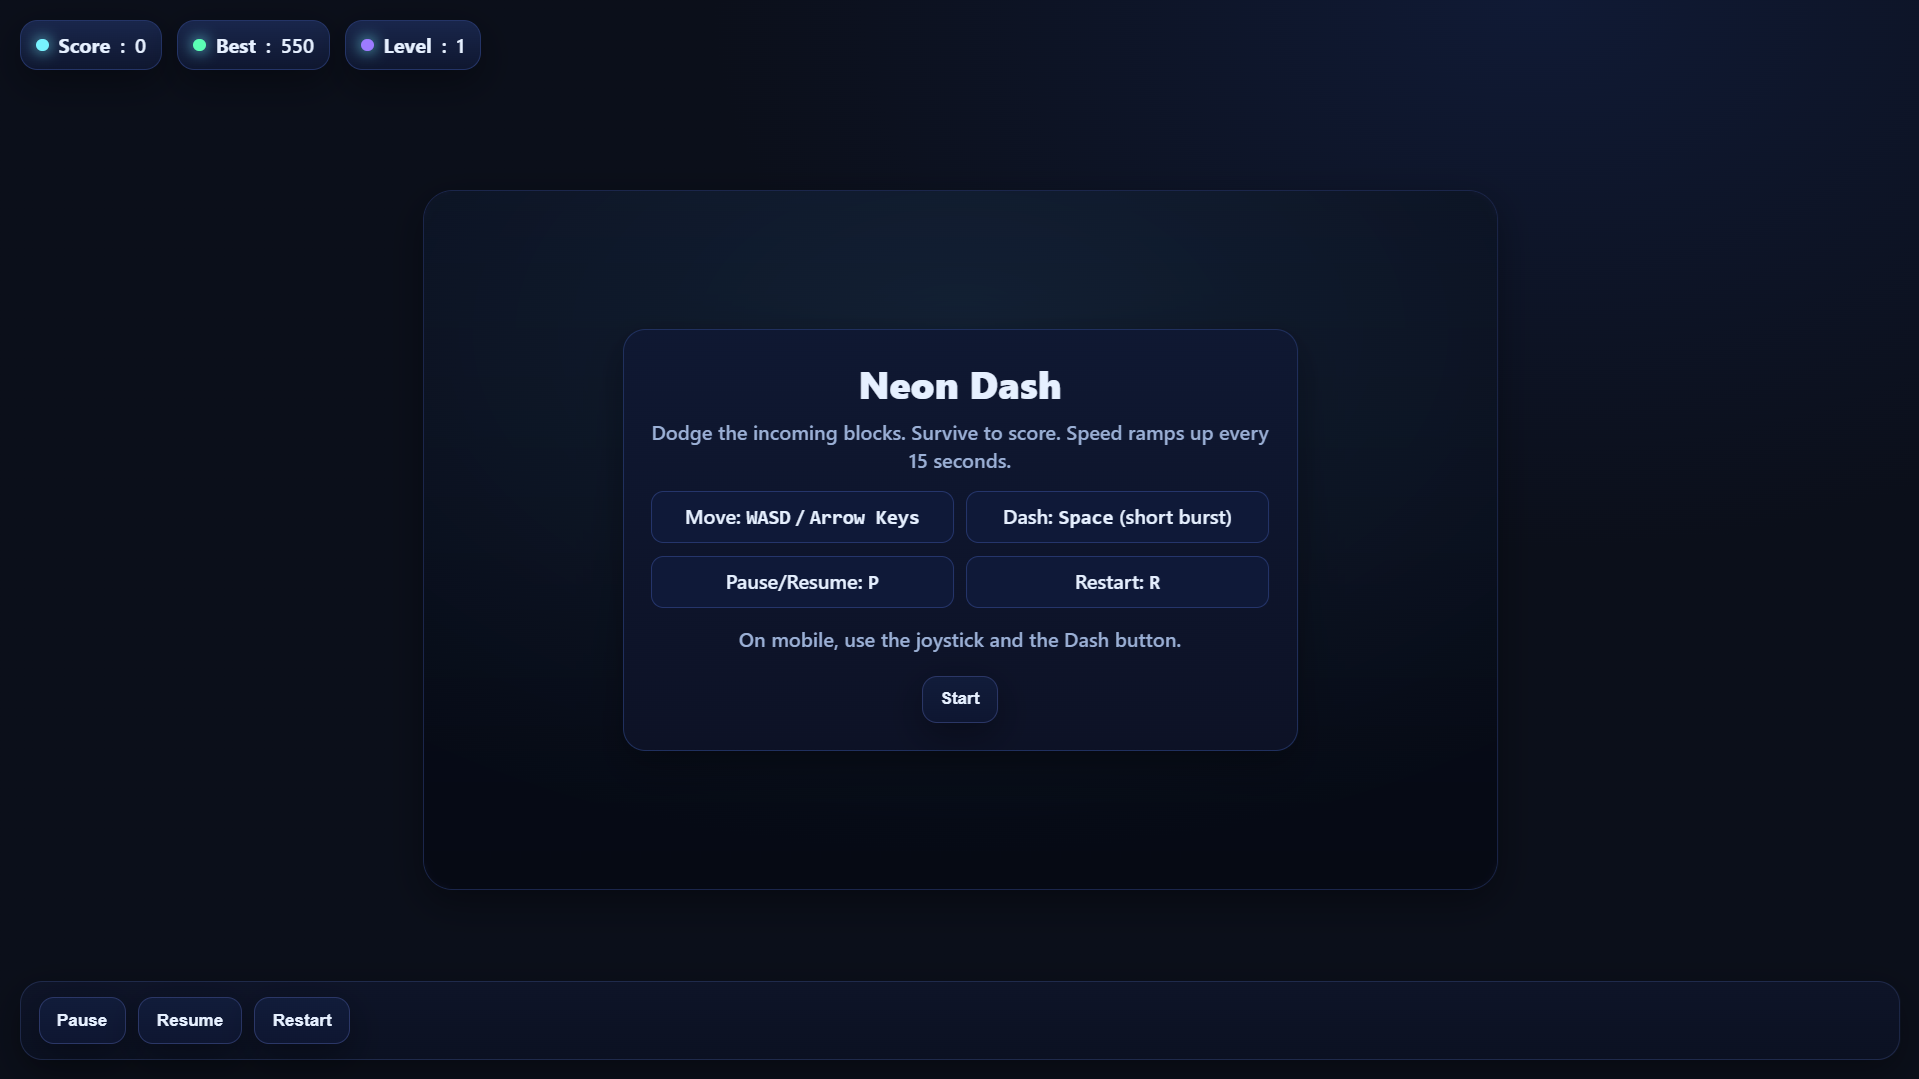 Score : 0
Best : 550
Level : 1
Neon Dash
Dodge the incoming blocks. Survive to score. Speed ramps up every
15 seconds.
Move: WASD / Arrow Keys
Dash: Space (short burst)
Pause/Resume: P
Restart: R
On mobile, use the joystick and the Dash button.
Start
Pause
Resume
Restart